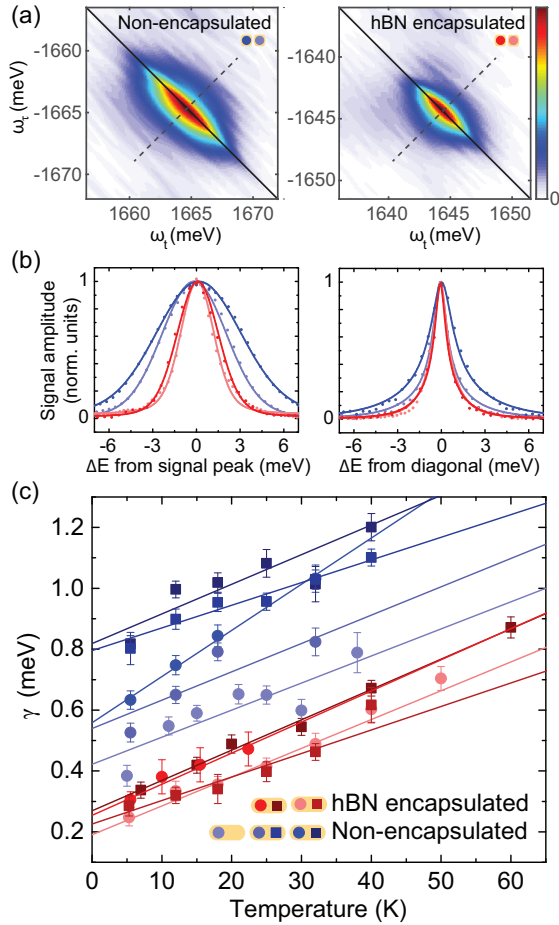 (a)
Non-encapsulated
hBN encapsulated
ω_t (meV)
-1660
-1665
-1670
1660 1665 1670
ω_t (meV)
-1640
-1645
-1650
1640 1645 1650
ω_t (meV)
0
(b)
Signal amplitude
(norm. units)
1
0
-6 -3 0 3 6
ΔE from signal peak (meV)
1
0
-6 -3 0 3 6
ΔE from diagonal (meV)
(c)
γ (meV)
1.2
1.0
0.8
0.6
0.4
0.2
hBN encapsulated
Non-encapsulated
0 10 20 30 40 50 60
Temperature (K)